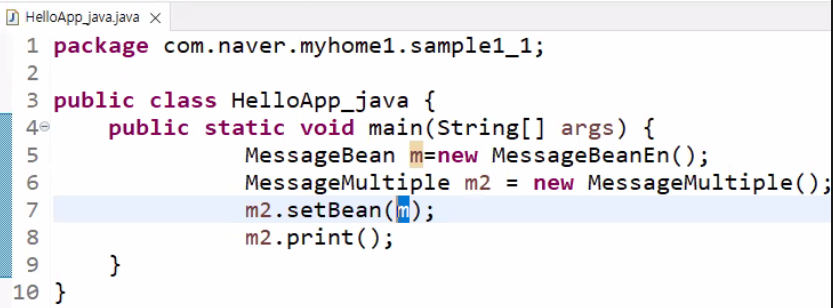 HelloApp_java.java
1 package com.naver.myhome1.sample1_1;
2
3 public class HelloApp_java {
4     public static void main(String[] args) {
5             MessageBean m=new MessageBeanEn();
6             MessageMultiple m2 = new MessageMultiple();
7             m2.setBean(m);
8             m2.print();
9     }
10 }